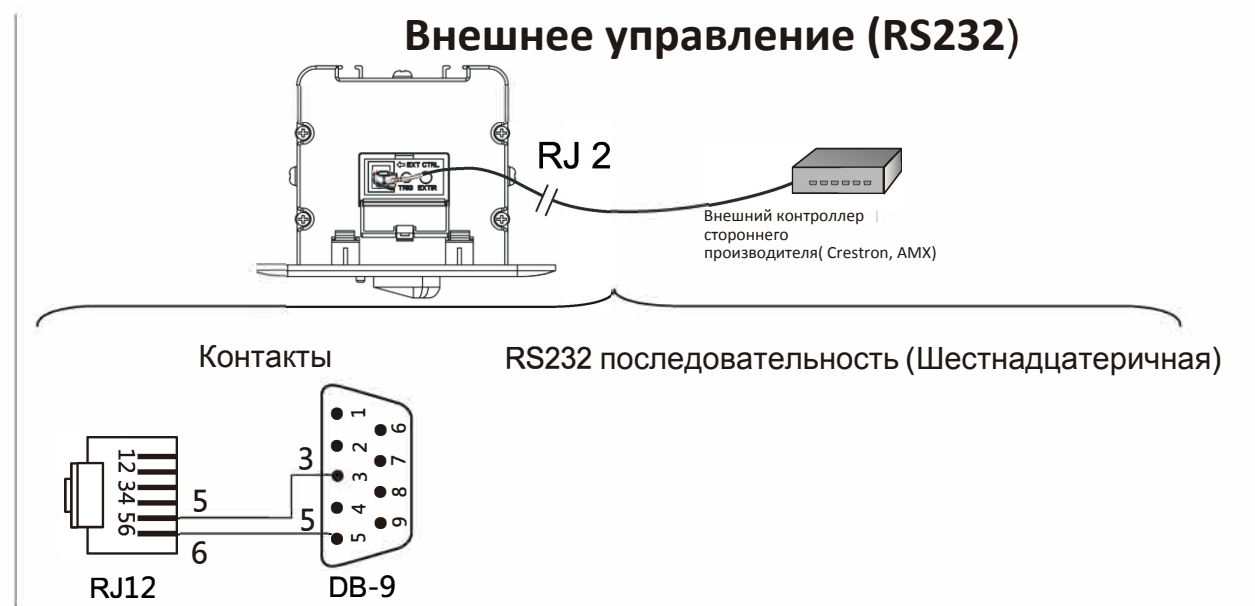 Внешнее управление (RS232)
⇦ EXT CTRL
TRIG EXTIR
RJ 2
Внешний контроллер
стороннего
производителя( Crestron, AMX)
Контакты
RS232 последовательность (Шестнадцатеричная)
12 34 56
5
6
3
5
1
2
3
4
5
6
7
8
9
RJ12
DB-9